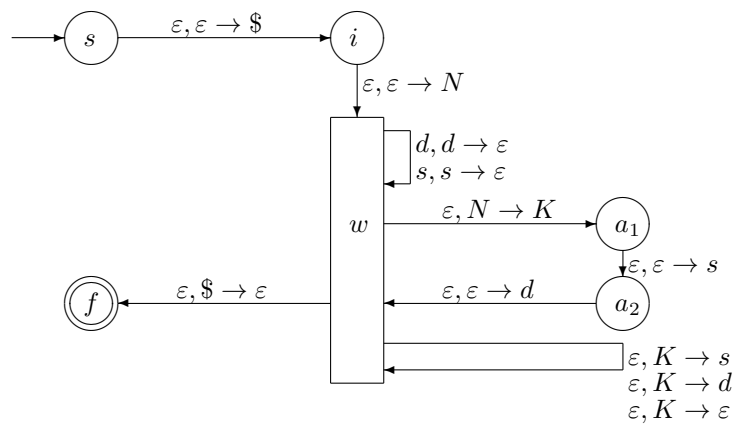 s
ε, ε → $
i
ε, ε → N
d, d → ε
s, s → ε
w
ε, N → K
a₁
ε, ε → s
f
ε, $ → ε
ε, ε → d
a₂
ε, K → s
ε, K → d
ε, K → ε